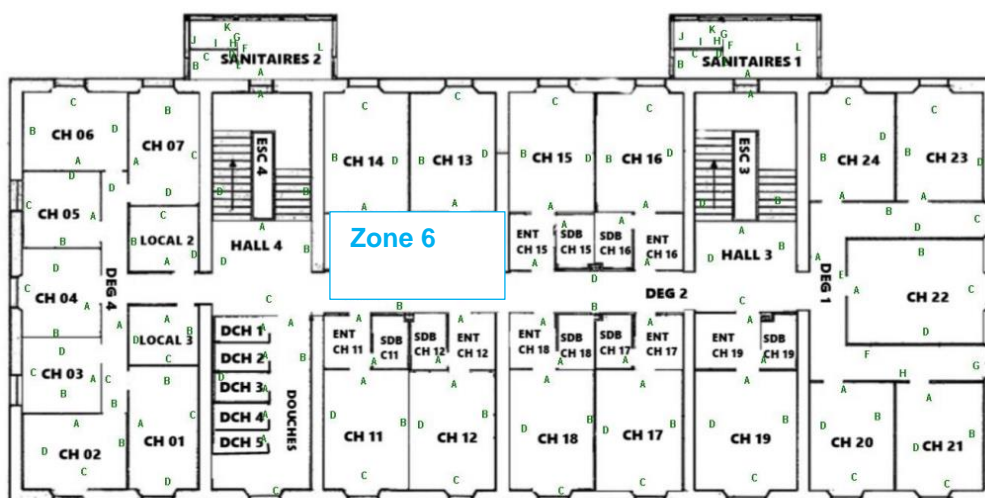 K
G
J
I
H
F
L
D
C
B
E
SANITAIRES 2
A
K
G
J
I
H
F
L
C
D
B
SANITAIRES 1
A
C
B
B
D
CH 06
CH 07
C
A
A
D
D
D
C
CH 05
A
B
C
LOCAL 2
D
B
A
D
C
CH 04
A
B
DEG 4
A
D
C
CH 03
A
C
B
D
A
B
CH 02
D
C
A
B
D
LOCAL 3
C
A
C
CH 01
B
D
A
ESC 4
B
B
A
HALL 4
B
D
C
A
DCH 1
A
DCH 2
A
D
DCH 3
A
DCH 4
A
DCH 5
DOUCHES
B
C
C
B
CH 14
D
C
CH 13
D
A
A
Zone 6
B
C
B
CH 15
D
C
B
CH 16
D
A
A
ENT
CH 15
SDB
CH 15
SDB
CH 16
ENT
CH 16
A
A
D
DEG 2
B
A
ESC 3
B
B
D
A
HALL 3
B
D
C
A
A
ENT
CH 11
SDB
C11
SDB
CH 12
ENT
CH 12
A
A
A
A
D
CH 11
B
C
CH 12
B
C
A
A
ENT
CH 18
SDB
CH 18
SDB
CH 17
ENT
CH 17
A
A
A
A
D
CH 18
B
C
D
CH 17
B
C
A
ENT
CH 19
SDB
CH 19
A
A
D
CH 19
B
C
C
B
CH 24
D
A
C
B
CH 23
D
A
B
C
D
DEG 1
A
E
A
B
CH 22
C
D
F
G
H
A
A
D
CH 20
B
C
D
CH 21
B
C